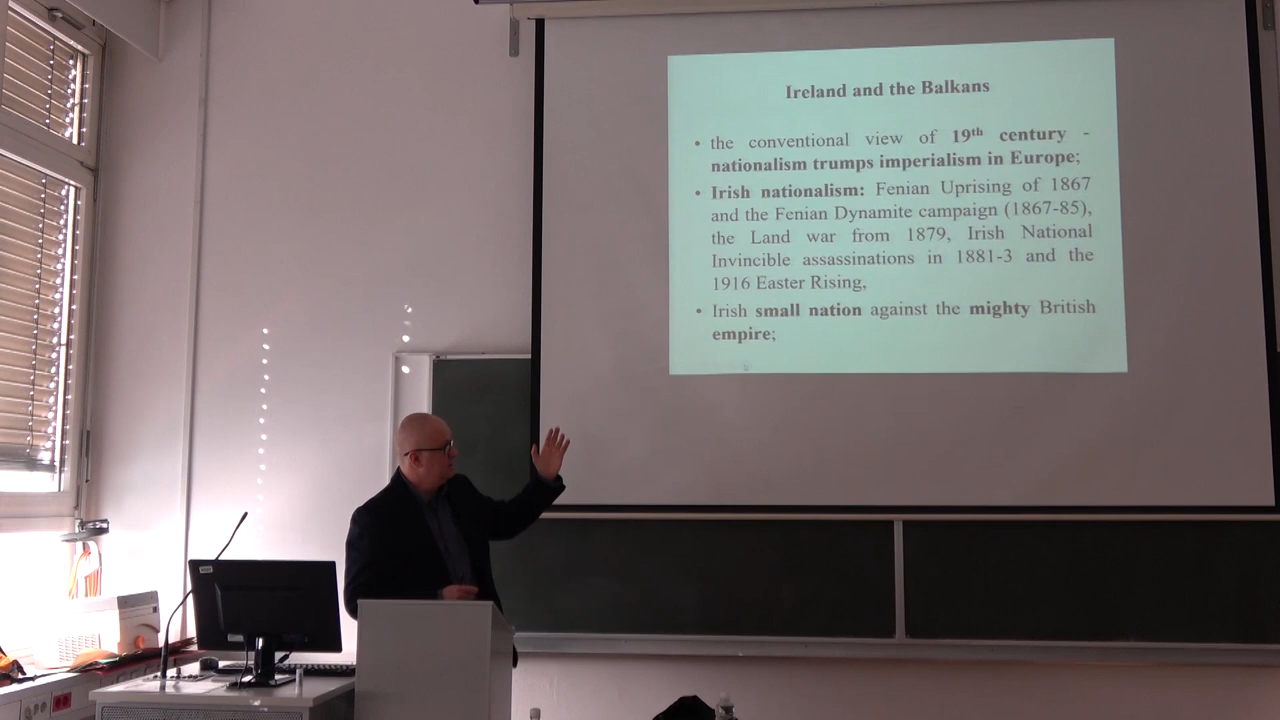 Ireland and the Balkans
• the conventional view of 19th century -
nationalism trumps imperialism in Europe;
• Irish nationalism: Fenian Uprising of 1867
and the Fenian Dynamite campaign (1867-85),
the Land war from 1879, Irish National
Invincible assassinations in 1881-3 and the
1916 Easter Rising,
• Irish small nation against the mighty British
empire;